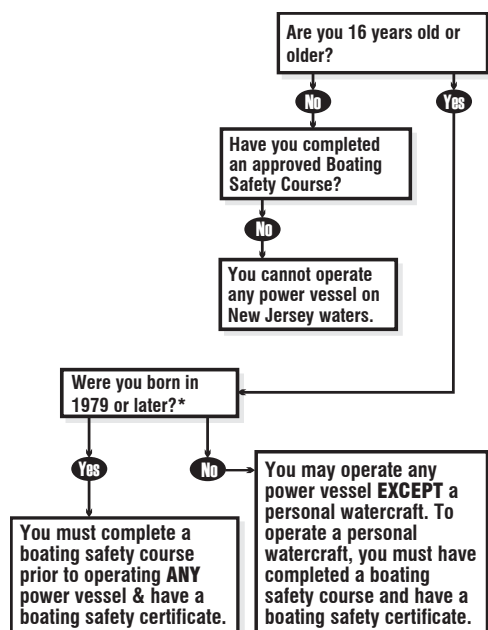 Are you 16 years old or
older?
No
Yes
Have you completed
an approved Boating
Safety Course?
No
You cannot operate
any power vessel on
New Jersey waters.
Were you born in
1979 or later?*
Yes
No
You must complete a
boating safety course
prior to operating ANY
power vessel & have a
boating safety certificate.
You may operate any
power vessel EXCEPT a
personal watercraft. To
operate a personal
watercraft, you must have
completed a boating
safety course and have a
boating safety certificate.